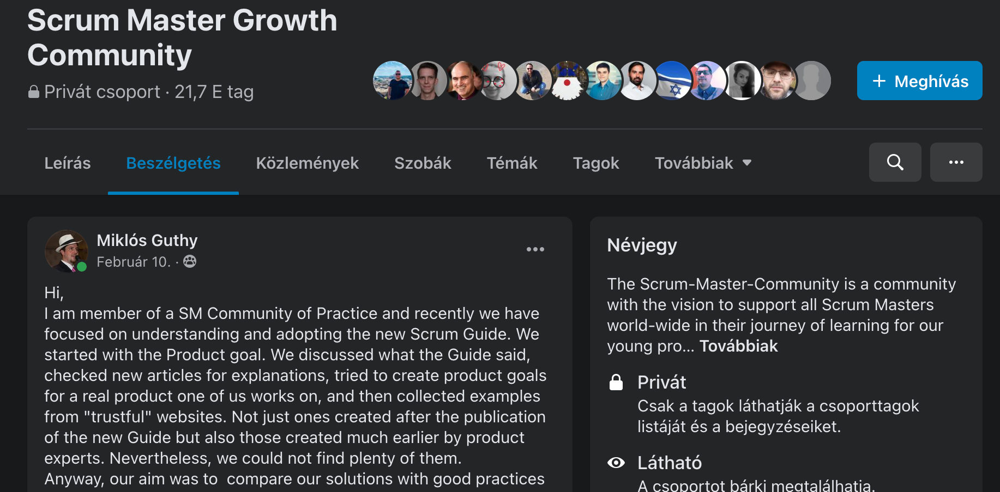 Scrum Master Growth
Community
Privát csoport · 21,7 E tag
+ Meghívás
Leírás
Beszélgetés
Közlemények
Szobák
Témák
Tagok
Továbbiak
Miklós Guthy
Február 10. ·
Hi,
I am member of a SM Community of Practice and recently we have
focused on understanding and adopting the new Scrum Guide. We
started with the Product goal. We discussed what the Guide said,
checked new articles for explanations, tried to create product goals
for a real product one of us works on, and then collected examples
from "trustful" websites. Not just ones created after the publication
of the new Guide but also those created much earlier by product
experts. Nevertheless, we could not find plenty of them.
Anyway, our aim was to  compare our solutions with good practices
Névjegy
The Scrum-Master-Community is a community
with the vision to support all Scrum Masters
world-wide in their journey of learning for our
young pro... Továbbiak
Privát
Csak a tagok láthatják a csoporttagok
listáját és a bejegyzéseiket.
Látható
A csoportot bárki megtalálhatja.